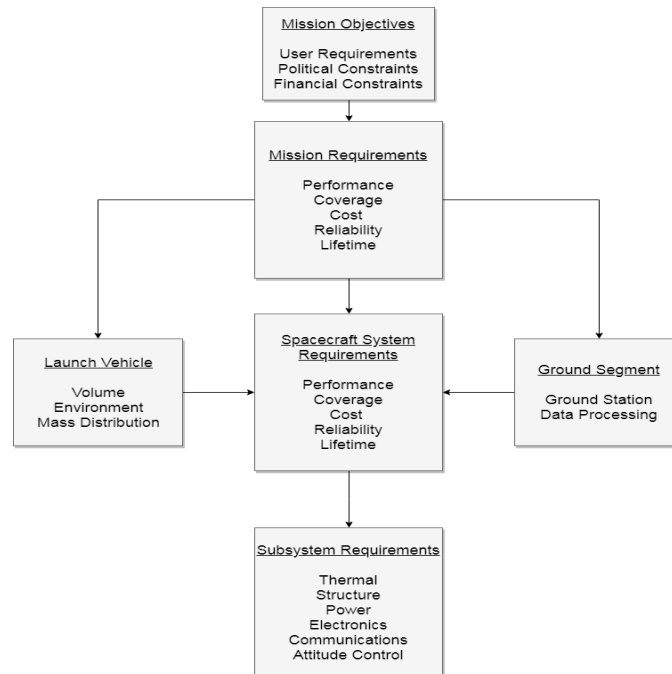 Mission Objectives
User Requirements
Political Constraints
Financial Constraints
Mission Requirements
Performance
Coverage
Cost
Reliability
Lifetime
Launch Vehicle
Volume
Environment
Mass Distribution
Spacecraft System
Requirements
Performance
Coverage
Cost
Reliability
Lifetime
Ground Segment
Ground Station
Data Processing
Subsystem Requirements
Thermal
Structure
Power
Electronics
Communications
Attitude Control